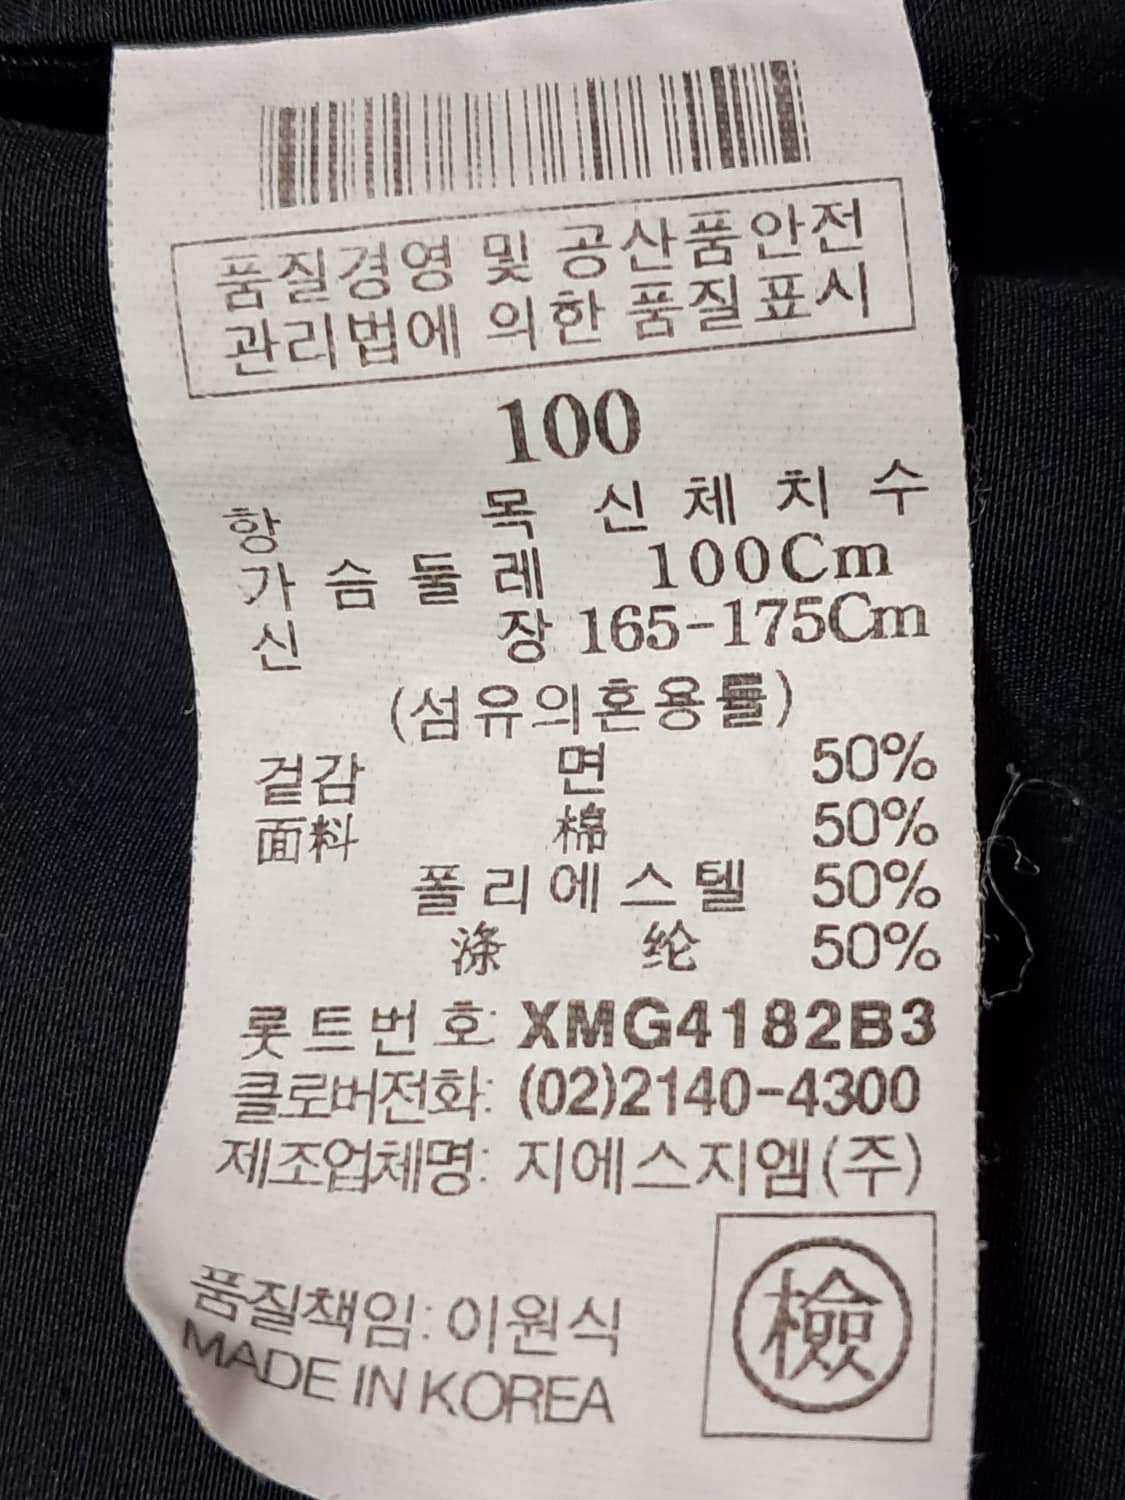 품질경영 및 공산품안전
관리법에 의한 품질표시
100
항 목 신 체 치 수
가 슴 둘 레 100Cm
신 장 165-175Cm
(섬유의혼용률)
겉감 면 50%
面料 棉 50%
폴리에스텔 50%
涤 纶 50%
롯트번호: XMG4182B3
클로버전화: (02)2140-4300
제조업체명: 지에스지엠(주)
품질책임: 이원식
MADE IN KOREA
檢